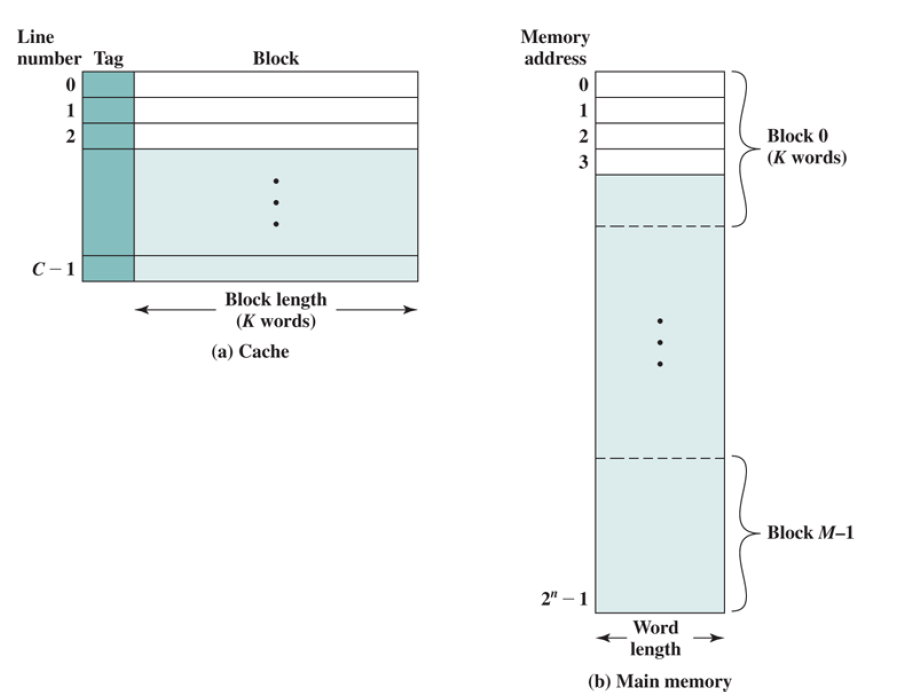 Line
number Tag Block
0
1
2
C – 1
Block length
(K words)
(a) Cache
Memory
address
0
1
2
3
Block 0
(K words)
Block M–1
2ⁿ – 1
Word
length
(b) Main memory